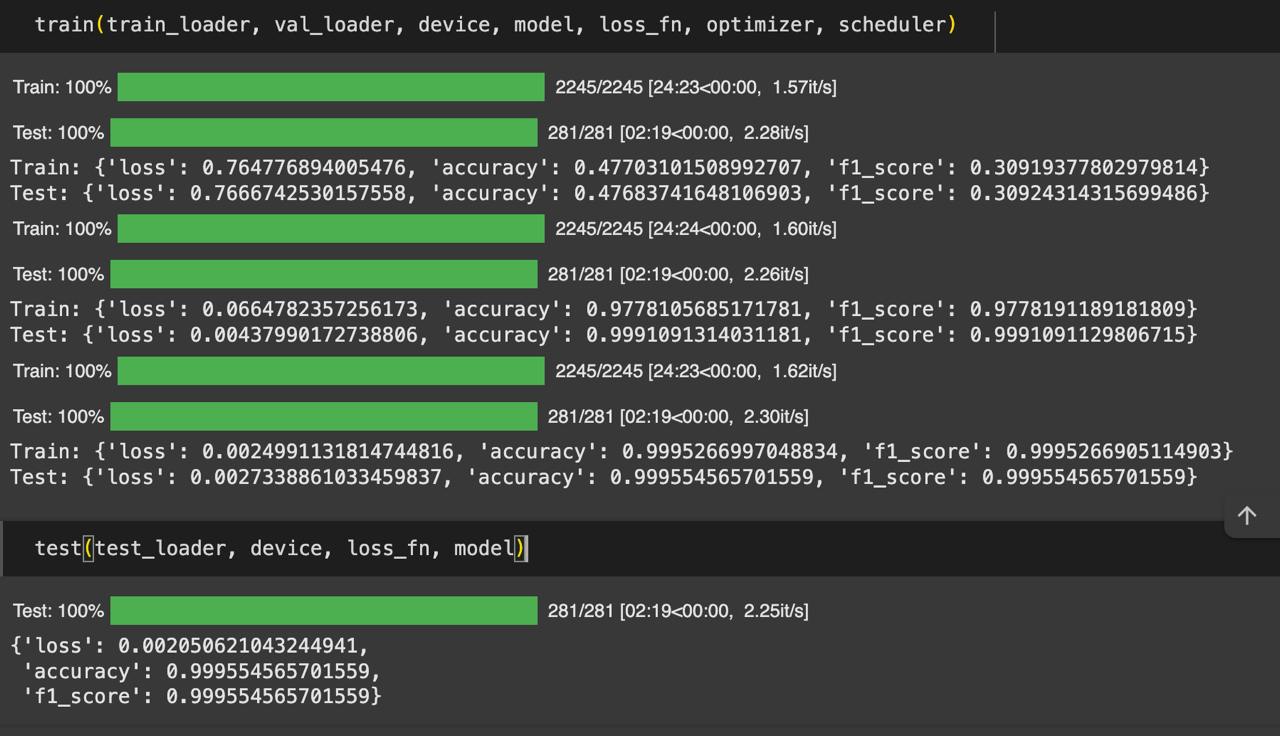 train(train_loader, val_loader, device, model, loss_fn, optimizer, scheduler)
Train: 100% 2245/2245 [24:23<00:00, 1.57it/s]
Test: 100% 281/281 [02:19<00:00, 2.28it/s]
Train: {'loss': 0.764776894005476, 'accuracy': 0.47703101508992707, 'f1_score': 0.30919377802979814}
Test: {'loss': 0.7666742530157558, 'accuracy': 0.47683741648106903, 'f1_score': 0.30924314315699486}
Train: 100% 2245/2245 [24:24<00:00, 1.60it/s]
Test: 100% 281/281 [02:19<00:00, 2.26it/s]
Train: {'loss': 0.0664782357256173, 'accuracy': 0.9778105685171781, 'f1_score': 0.9778191189181809}
Test: {'loss': 0.00437990172738806, 'accuracy': 0.9991091314031181, 'f1_score': 0.9991091129806715}
Train: 100% 2245/2245 [24:23<00:00, 1.62it/s]
Test: 100% 281/281 [02:19<00:00, 2.30it/s]
Train: {'loss': 0.0024991131814744816, 'accuracy': 0.9995266997048834, 'f1_score': 0.9995266905114903}
Test: {'loss': 0.0027338861033459837, 'accuracy': 0.999554565701559, 'f1_score': 0.999554565701559}
test(test_loader, device, loss_fn, model)
Test: 100% 281/281 [02:19<00:00, 2.25it/s]
{'loss': 0.002050621043244941,
'accuracy': 0.999554565701559,
'f1_score': 0.999554565701559}